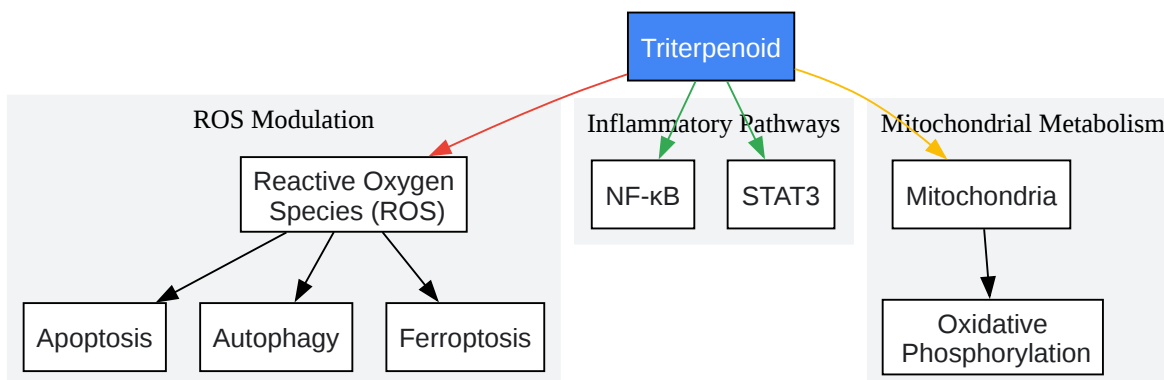 Triterpenoid
ROS Modulation
Inflammatory Pathways
Mitochondrial Metabolism
Reactive Oxygen
Species (ROS)
NF-κB
STAT3
Mitochondria
Apoptosis
Autophagy
Ferroptosis
Oxidative
Phosphorylation